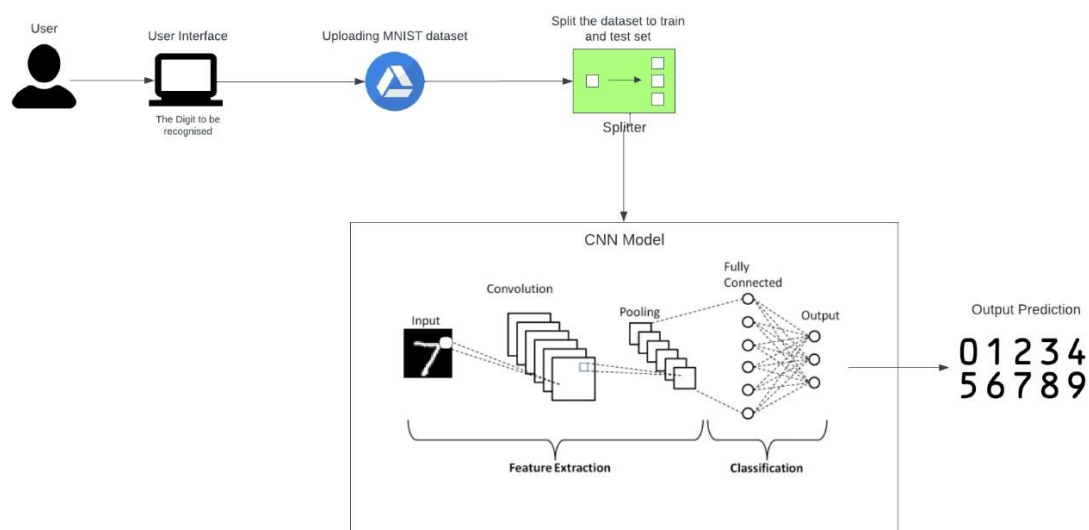 User
User Interface
The Digit to be
recognised
Uploading MNIST dataset
Split the dataset to train
and test set
Splitter
CNN Model
Input
Convolution
Pooling
Fully
Connected
Output
Feature Extraction
Classification
Output Prediction
0 1 2 3 4
5 6 7 8 9